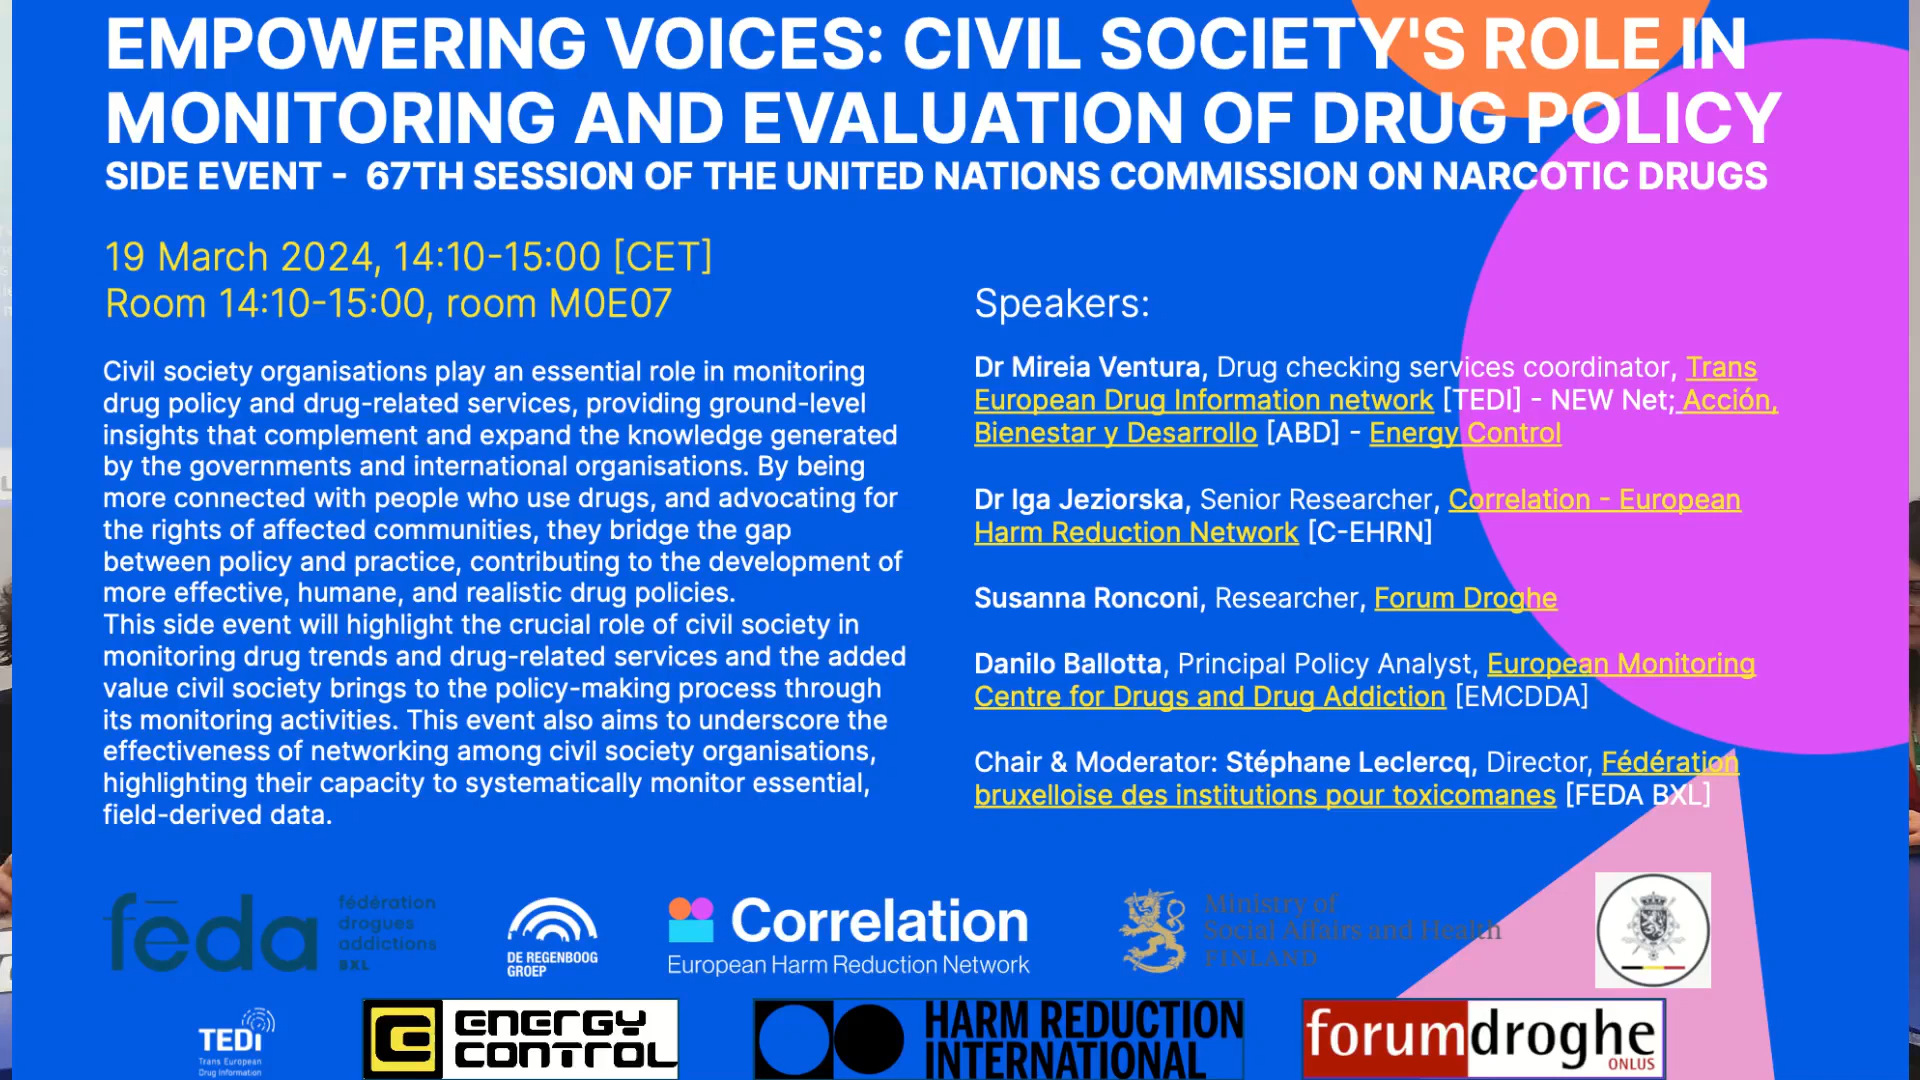 EMPOWERING VOICES: CIVIL SOCIETY'S ROLE IN
MONITORING AND EVALUATION OF DRUG POLICY
SIDE EVENT - 67TH SESSION OF THE UNITED NATIONS COMMISSION ON NARCOTIC DRUGS
19 March 2024, 14:10-15:00 [CET]
Room 14:10-15:00, room M0E07
Civil society organisations play an essential role in monitoring
drug policy and drug-related services, providing ground-level
insights that complement and expand the knowledge generated
by the governments and international organisations. By being
more connected with people who use drugs, and advocating for
the rights of affected communities, they bridge the gap
between policy and practice, contributing to the development of
more effective, humane, and realistic drug policies.
This side event will highlight the crucial role of civil society in
monitoring drug trends and drug-related services and the added
value civil society brings to the policy-making process through
its monitoring activities. This event also aims to underscore the
effectiveness of networking among civil society organisations,
highlighting their capacity to systematically monitor essential,
field-derived data.
Speakers:
Dr Mireia Ventura, Drug checking services coordinator, Trans
European Drug Information network [TEDI] - NEW Net; Acción,
Bienestar y Desarrollo [ABD] - Energy Control
Dr Iga Jeziorska, Senior Researcher, Correlation - European
Harm Reduction Network [C-EHRN]
Susanna Ronconi, Researcher, Forum Droghe
Danilo Ballotta, Principal Policy Analyst, European Monitoring
Centre for Drugs and Drug Addiction [EMCDDA]
Chair & Moderator: Stéphane Leclercq, Director, Fédération
bruxelloise des institutions pour toxicomanes [FEDA BXL]
fēda
fédération
drogues
addictions
BXL
DE REGENBOOG
GROEP
Correlation
European Harm Reduction Network
Ministry of
Social Affairs and Health
FINLAND
TEDI
Trans European
Drug Information
ENERGY
CONTROL
HARM REDUCTION
INTERNATIONAL
forumdroghe
ONLUS